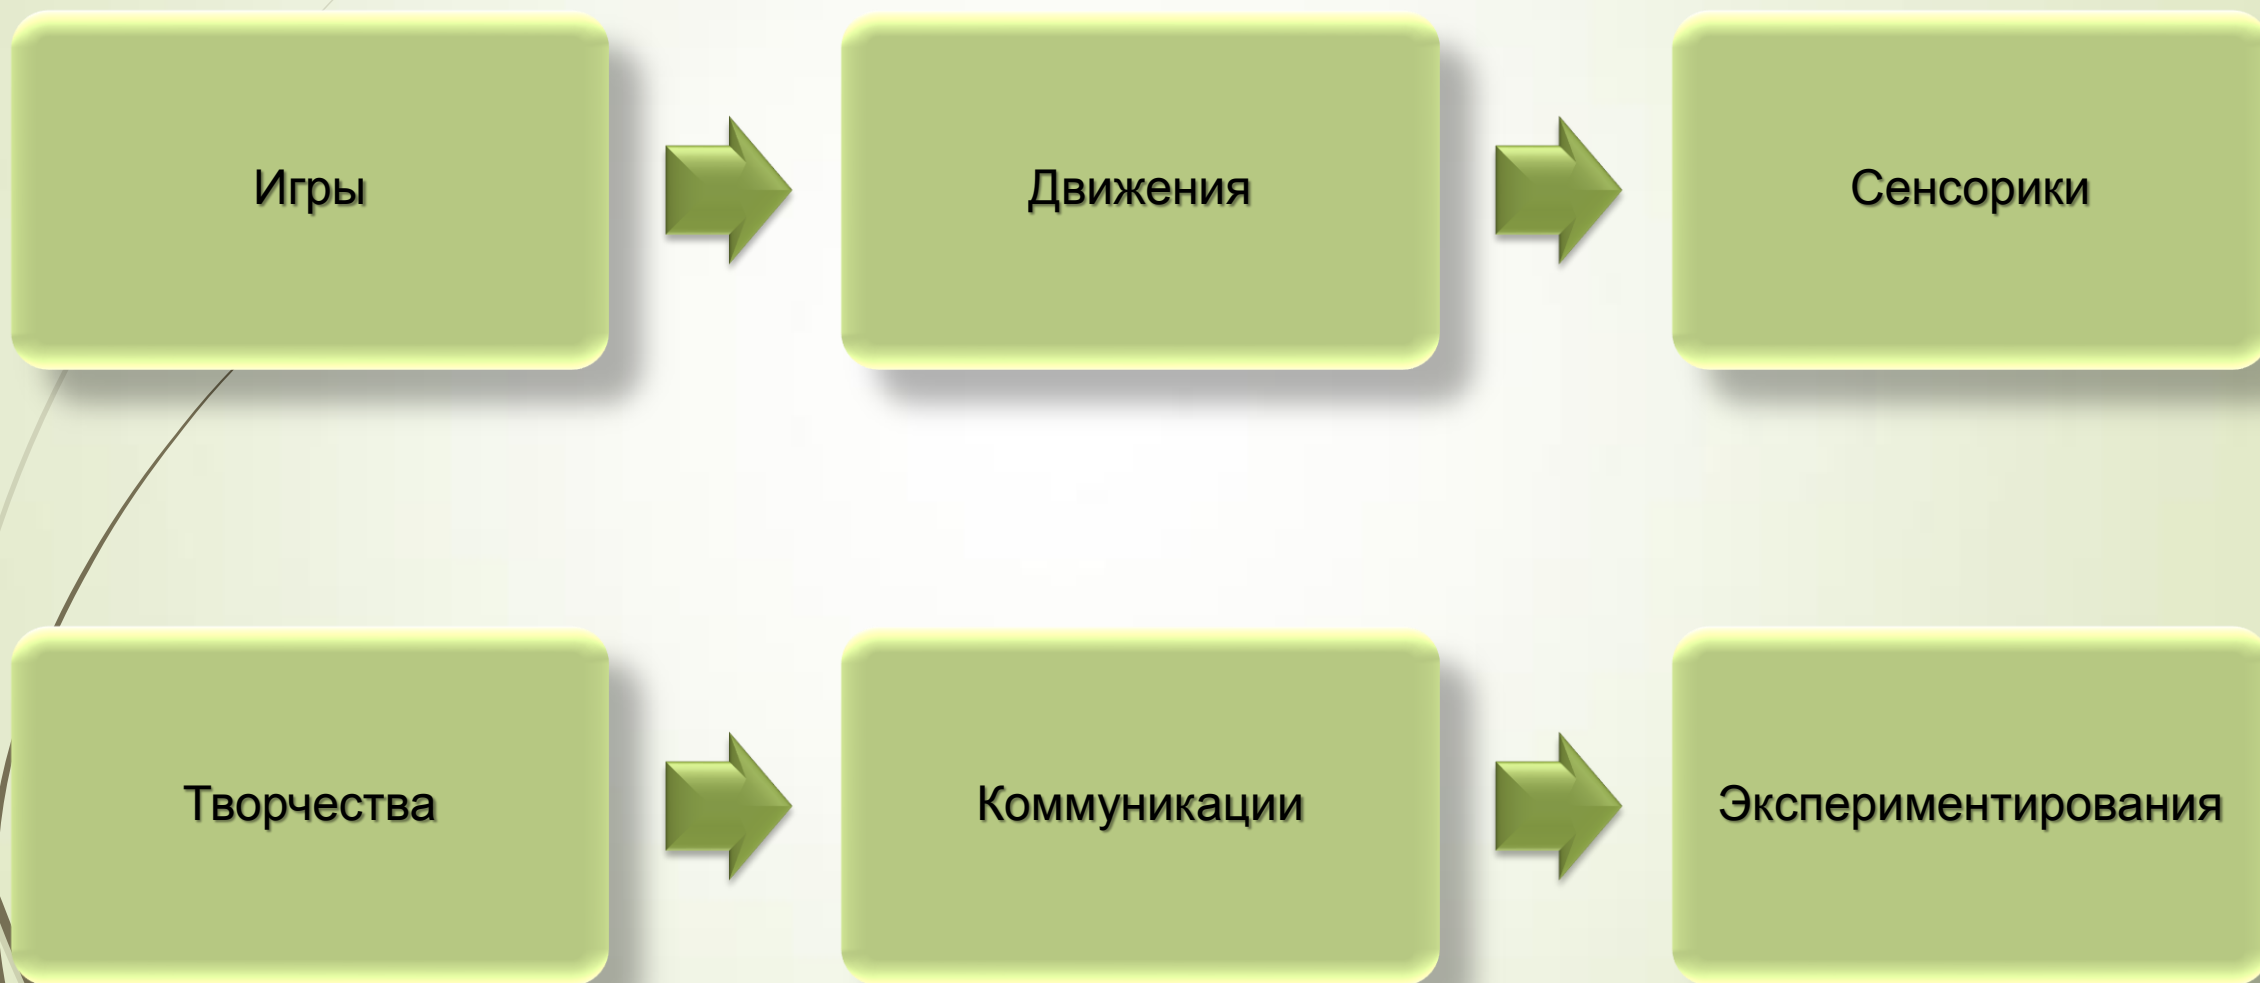 Игры
Движения
Сенсорики
Творчества
Коммуникации
Экспериментирования